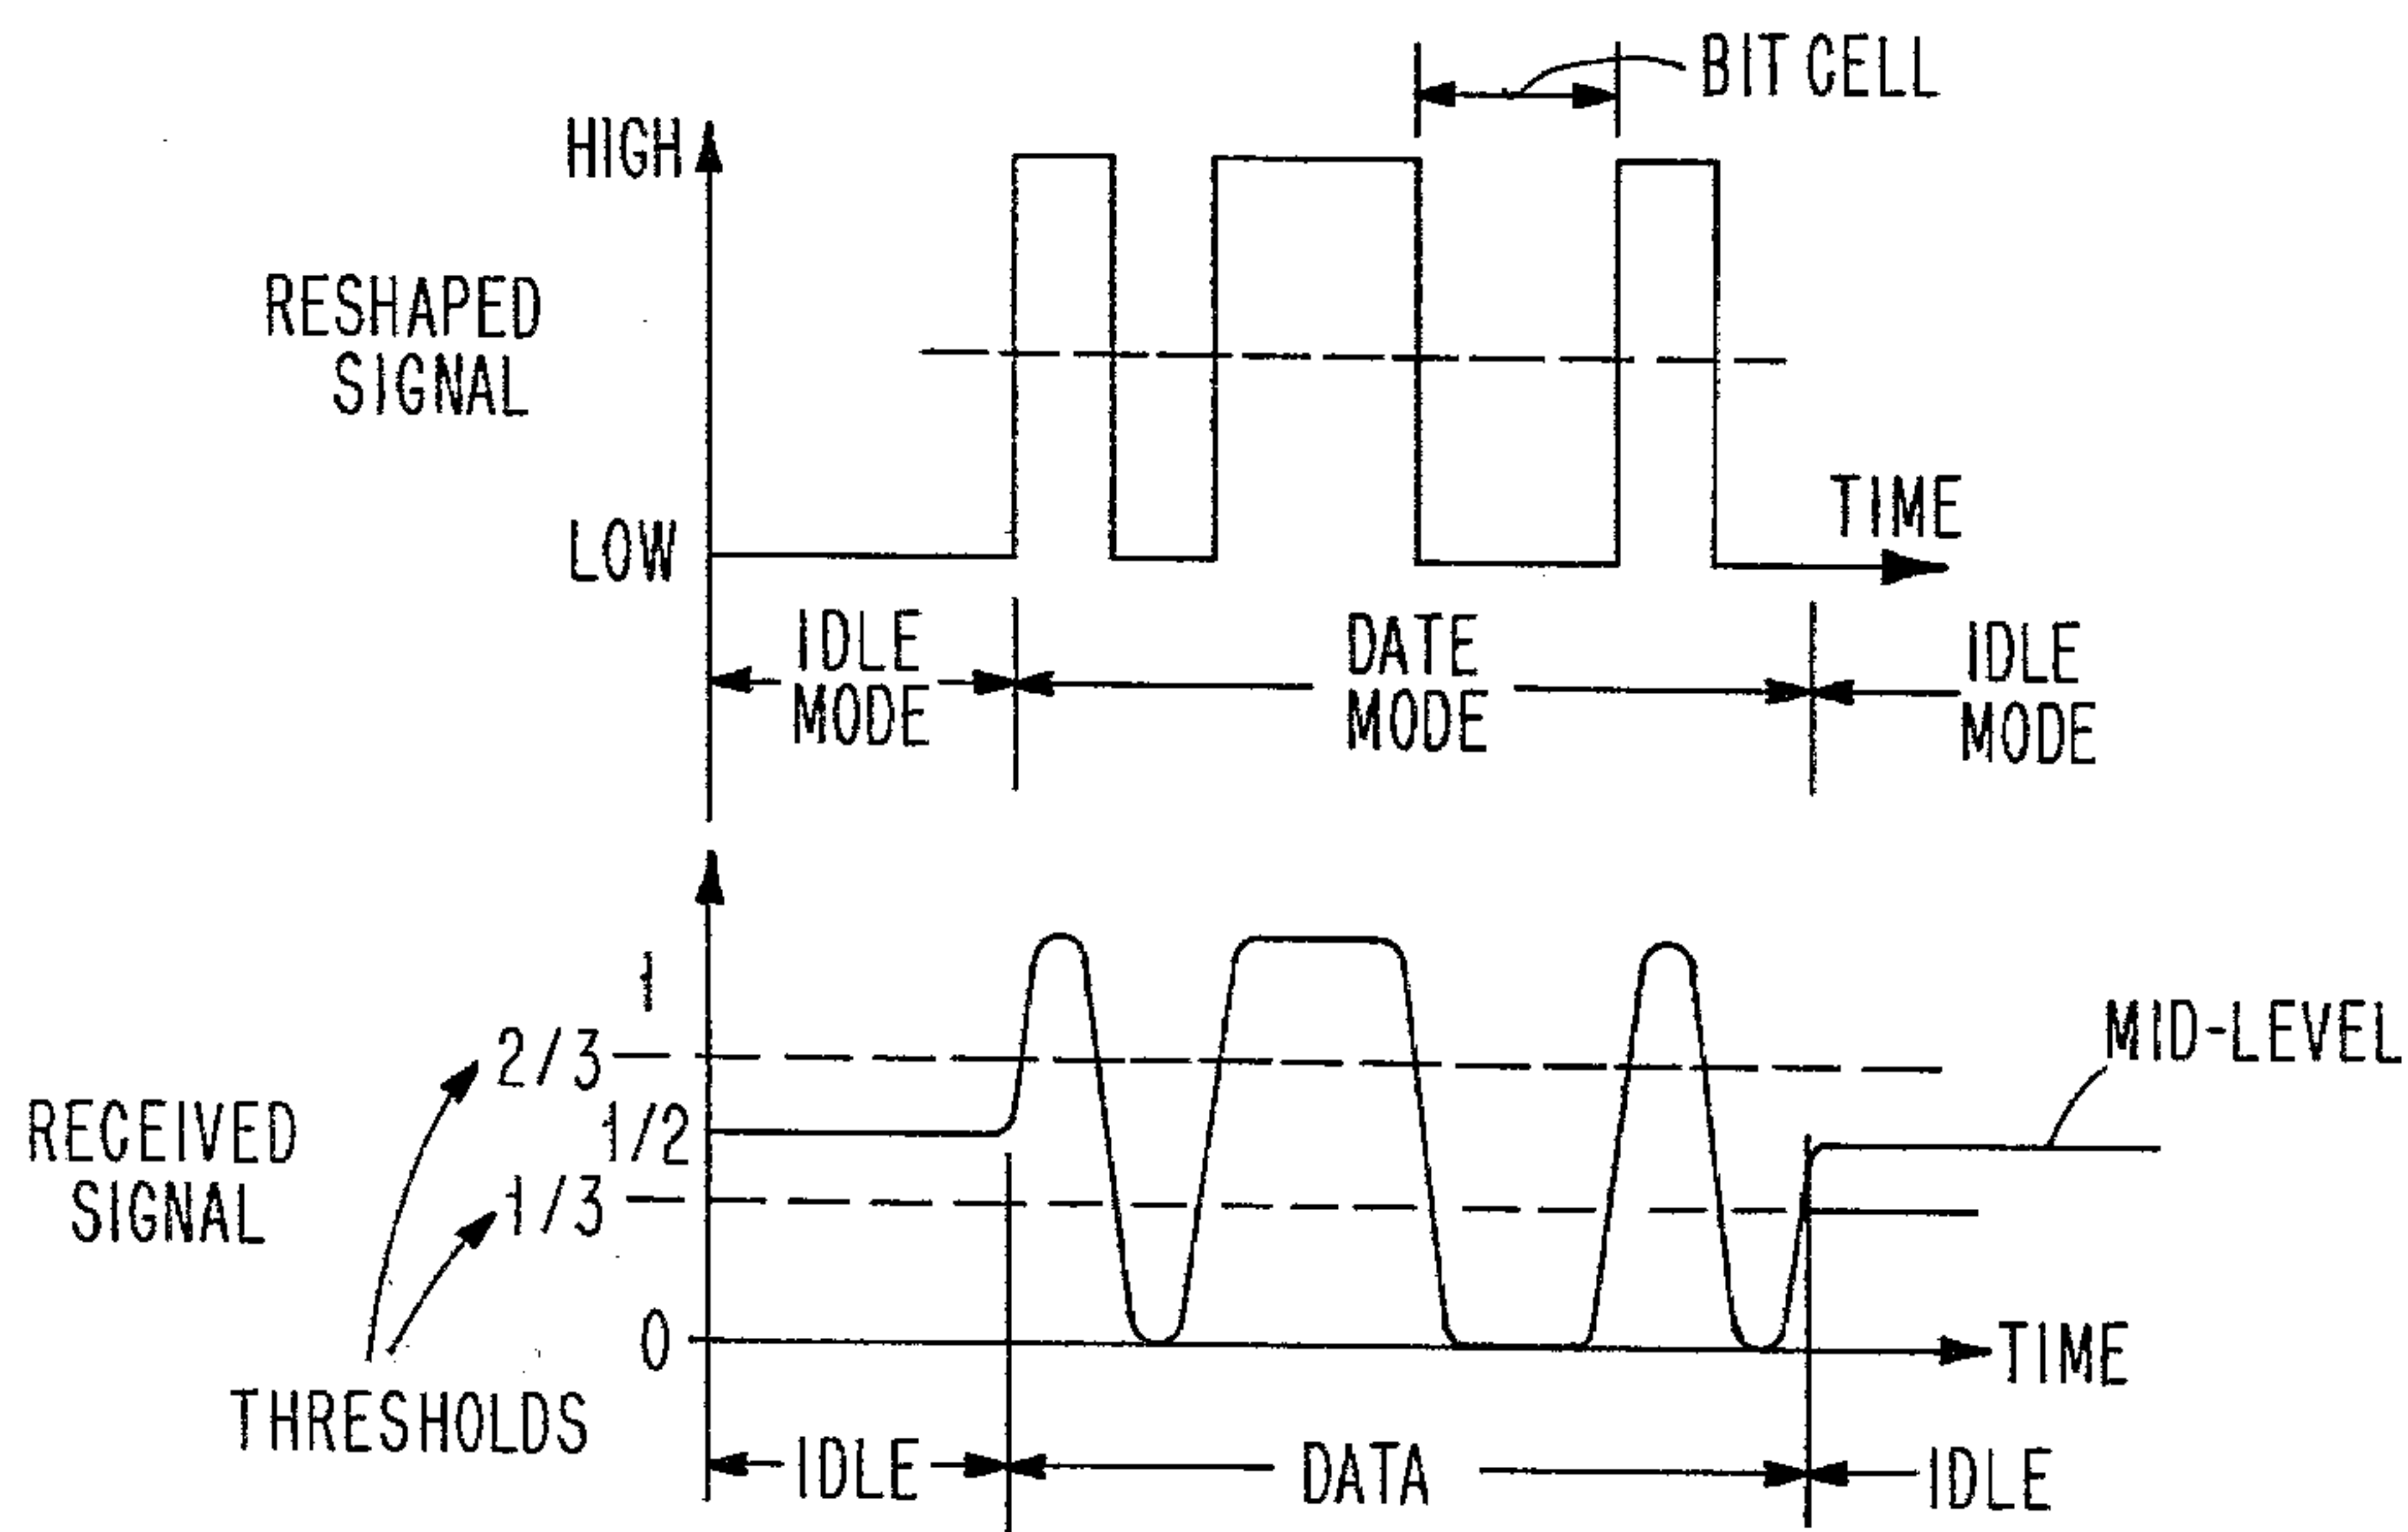 BIT CELL
HIGH
RESHAPED
SIGNAL
LOW
TIME
IDLE
MODE
DATE
MODE
IDLE
MODE
1
2/3
1/2
1/3
0
RECEIVED
SIGNAL
MID-LEVEL
TIME
THRESHOLDS
IDLE
DATA
IDLE